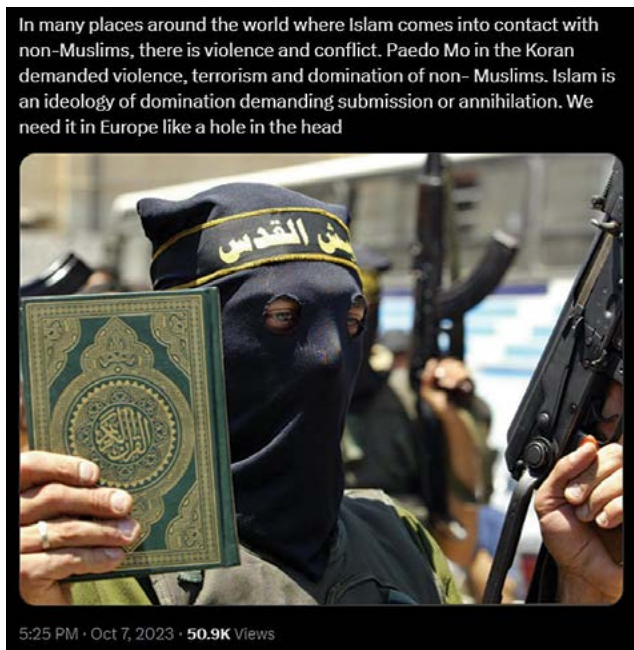 In many places around the world where Islam comes into contact with
non-Muslims, there is violence and conflict. Paedo Mo in the Koran
demanded violence, terrorism and domination of non- Muslims. Islam is
an ideology of domination demanding submission or annihilation. We
need it in Europe like a hole in the head
القدس
القرآن الكريم
5:25 PM · Oct 7, 2023 · 50.9K Views